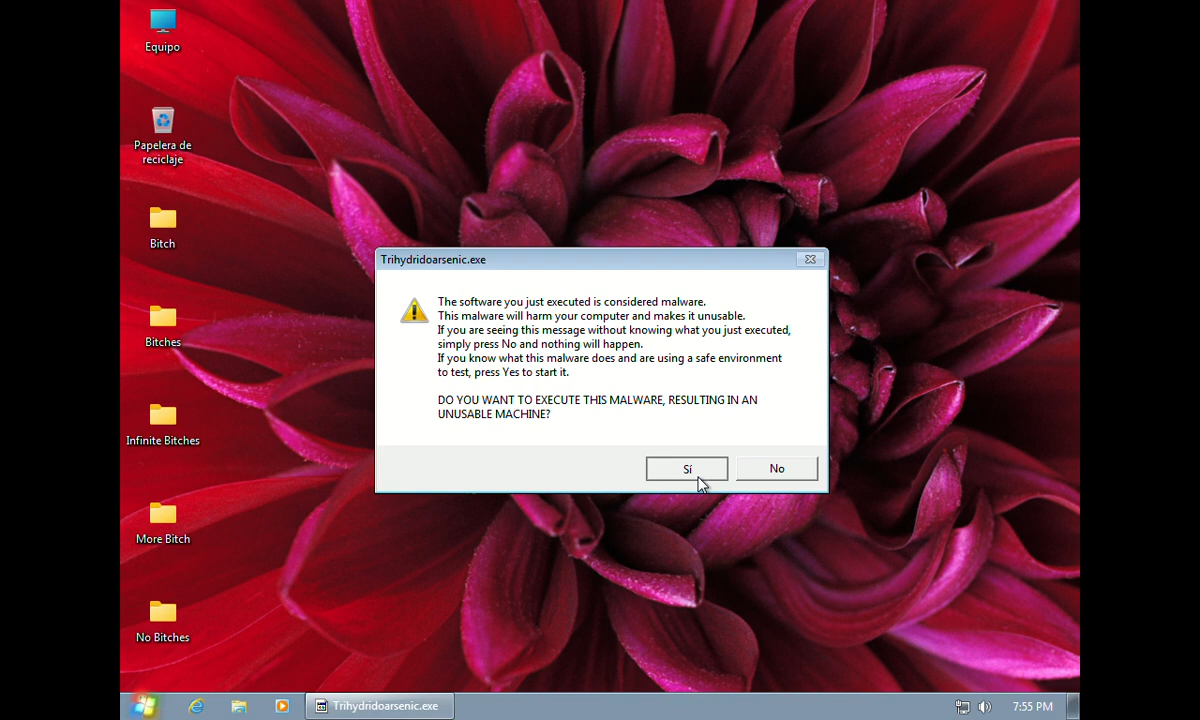 Equipo
Papelera de
reciclaje
Bitch
Bitches
Infinite Bitches
More Bitch
No Bitches
Trihydridoarsenic.exe
The software you just executed is considered malware.
This malware will harm your computer and makes it unusable.
If you are seeing this message without knowing what you just executed,
simply press No and nothing will happen.
If you know what this malware does and are using a safe environment
to test, press Yes to start it.
DO YOU WANT TO EXECUTE THIS MALWARE, RESULTING IN AN
UNUSABLE MACHINE?
Sí
No
Trihydridoarsenic.exe
7:55 PM